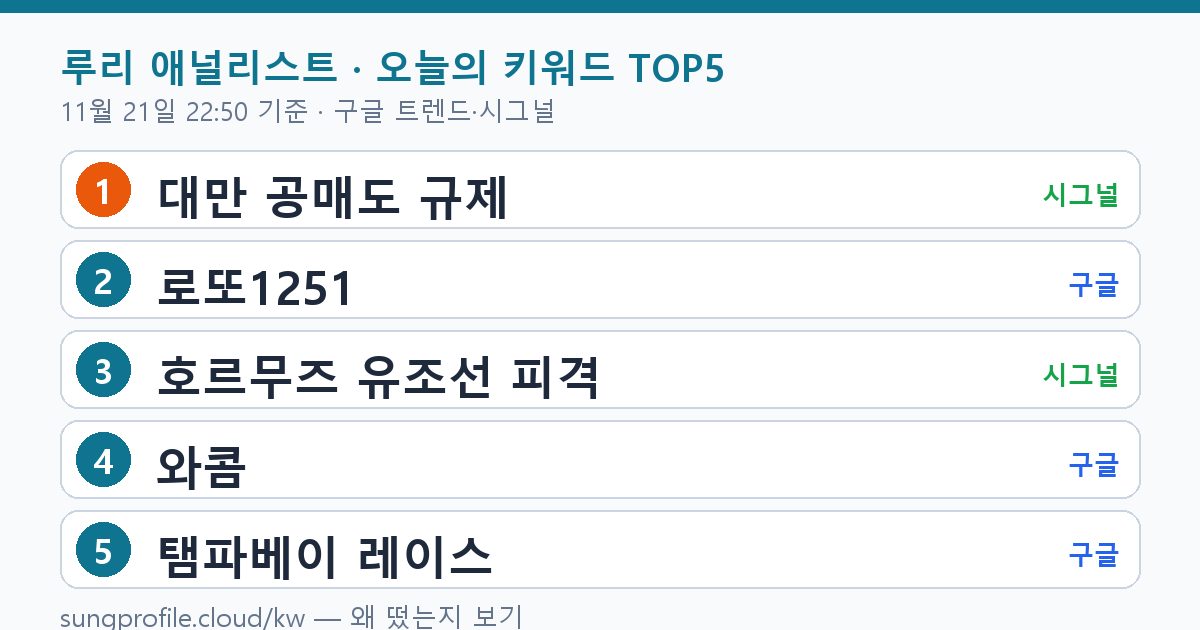 루리 애널리스트 · 오늘의 키워드 TOP5
11월 21일 22:50 기준 · 구글 트렌드·시그널
1 대만 공매도 규제 시그널
2 로또1251 구글
3 호르무즈 유조선 피격 시그널
4 와콤 구글
5 탬파베이 레이스 구글
sungprofile.cloud/kw — 왜 떴는지 보기